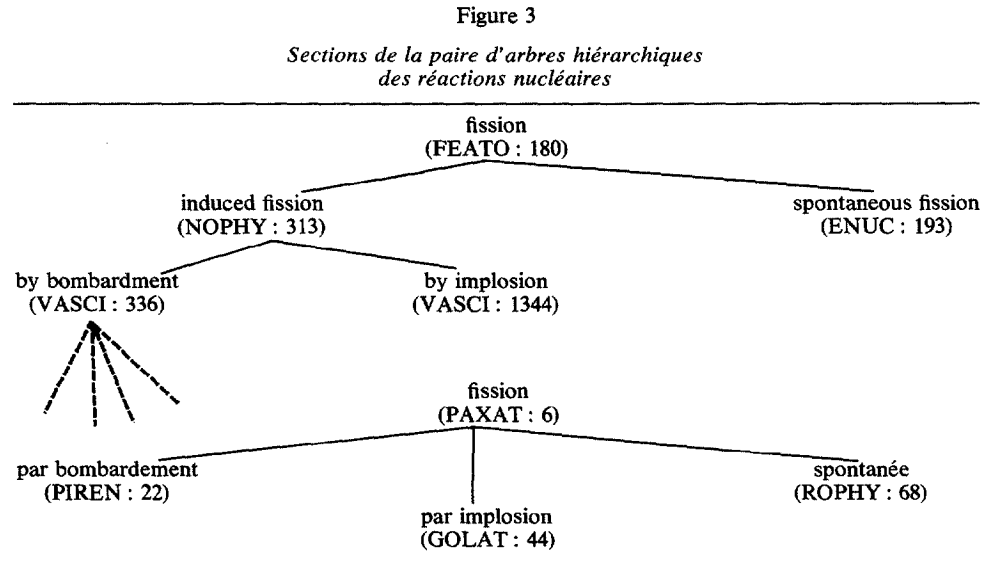 Figure 3
Sections de la paire d'arbres hiérarchiques
des réactions nucléaires
fission
(FEATO : 180)
induced fission
(NOPHY : 313)
spontaneous fission
(ENUC : 193)
by bombardment
(VASCI : 336)
by implosion
(VASCI : 1344)
fission
(PAXAT : 6)
par bombardement
(PIREN : 22)
spontanée
(ROPHY : 68)
par implosion
(GOLAT : 44)